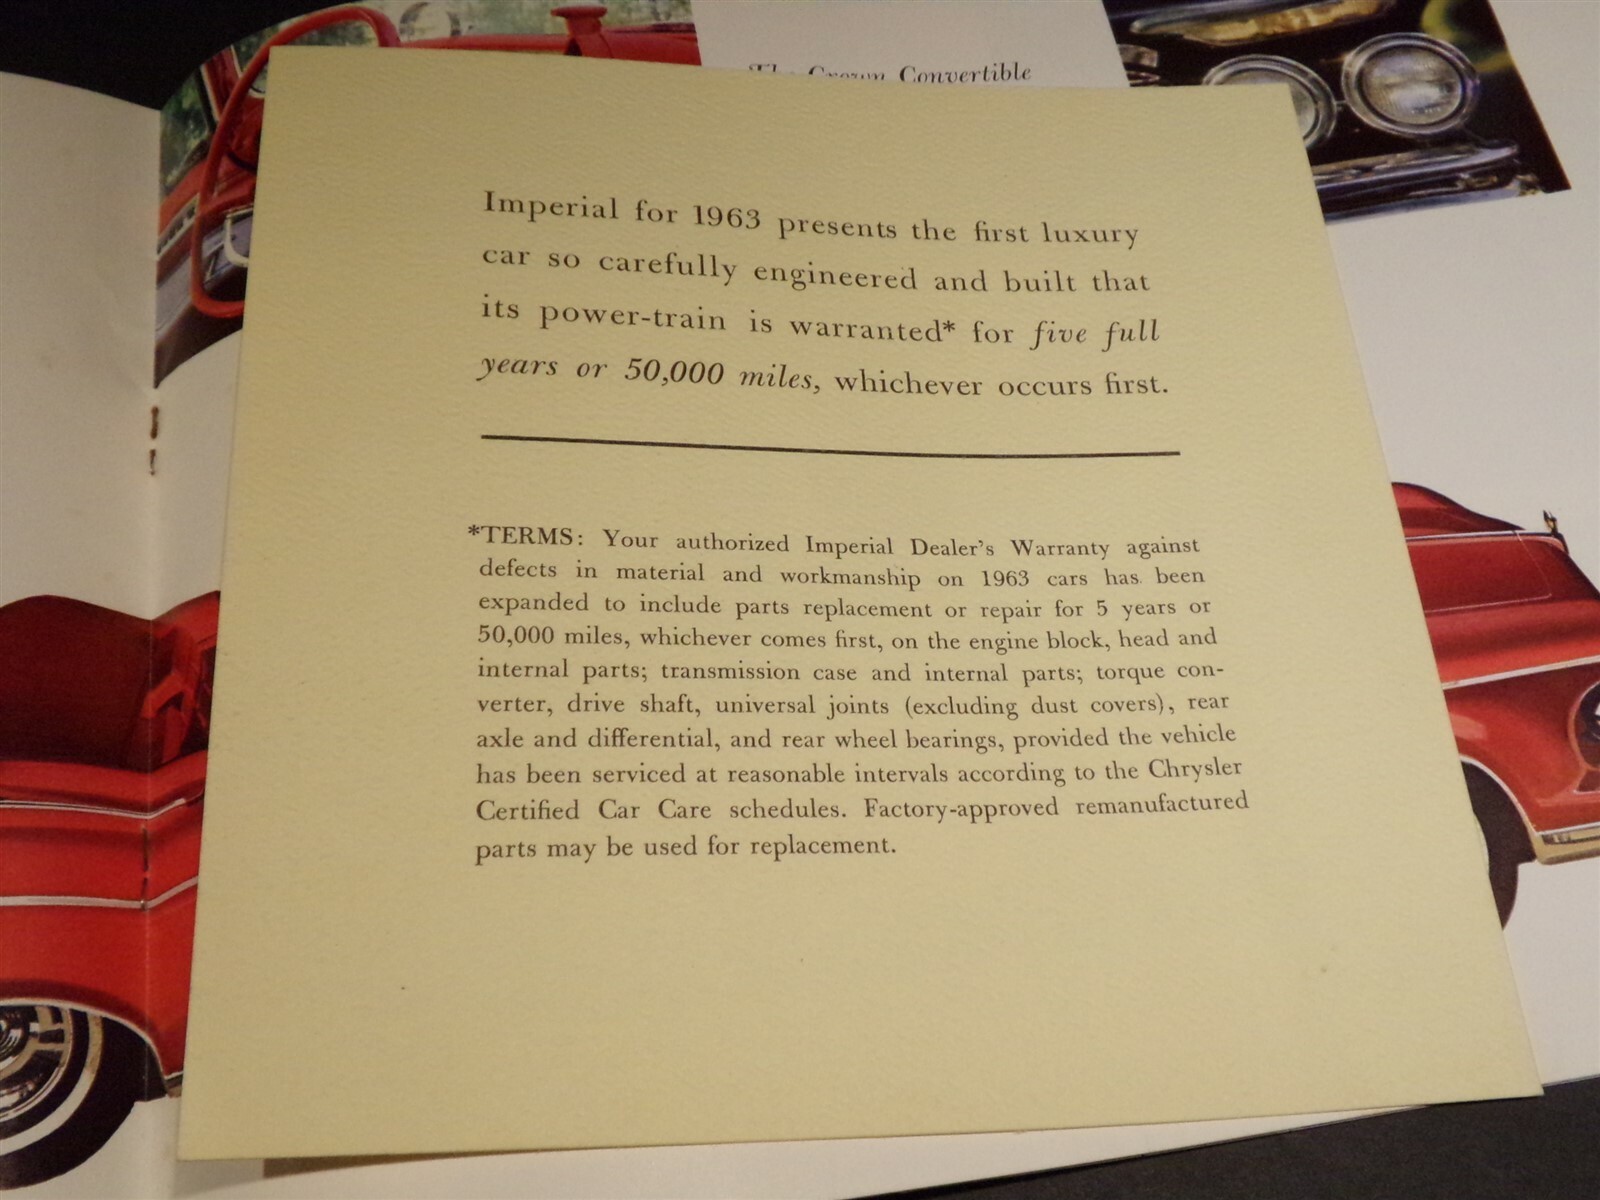 The Crown Convertible
Imperial for 1963 presents the first luxury
car so carefully engineered and built that
its power-train is warranted* for five full
years or 50,000 miles, whichever occurs first.
*TERMS: Your authorized Imperial Dealer's Warranty against
defects in material and workmanship on 1963 cars has been
expanded to include parts replacement or repair for 5 years or
50,000 miles, whichever comes first, on the engine block, head and
internal parts; transmission case and internal parts; torque con-
verter, drive shaft, universal joints (excluding dust covers), rear
axle and differential, and rear wheel bearings, provided the vehicle
has been serviced at reasonable intervals according to the Chrysler
Certified Car Care schedules. Factory-approved remanufactured
parts may be used for replacement.